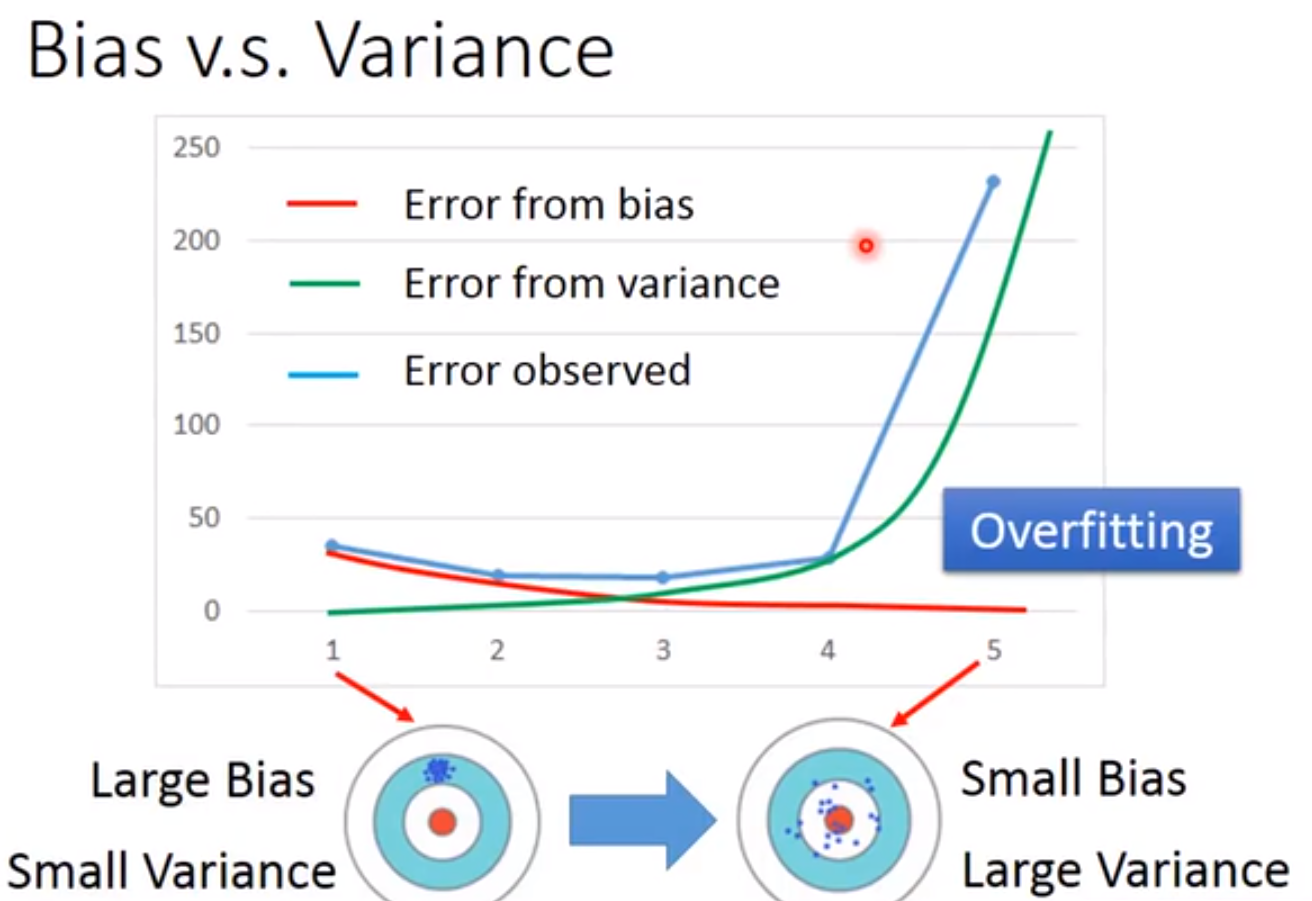 Bias v.s. Variance
250
200
150
100
50
0
Error from bias
Error from variance
Error observed
Overfitting
1 2 3 4 5
Large Bias
Small Variance
Small Bias
Large Variance